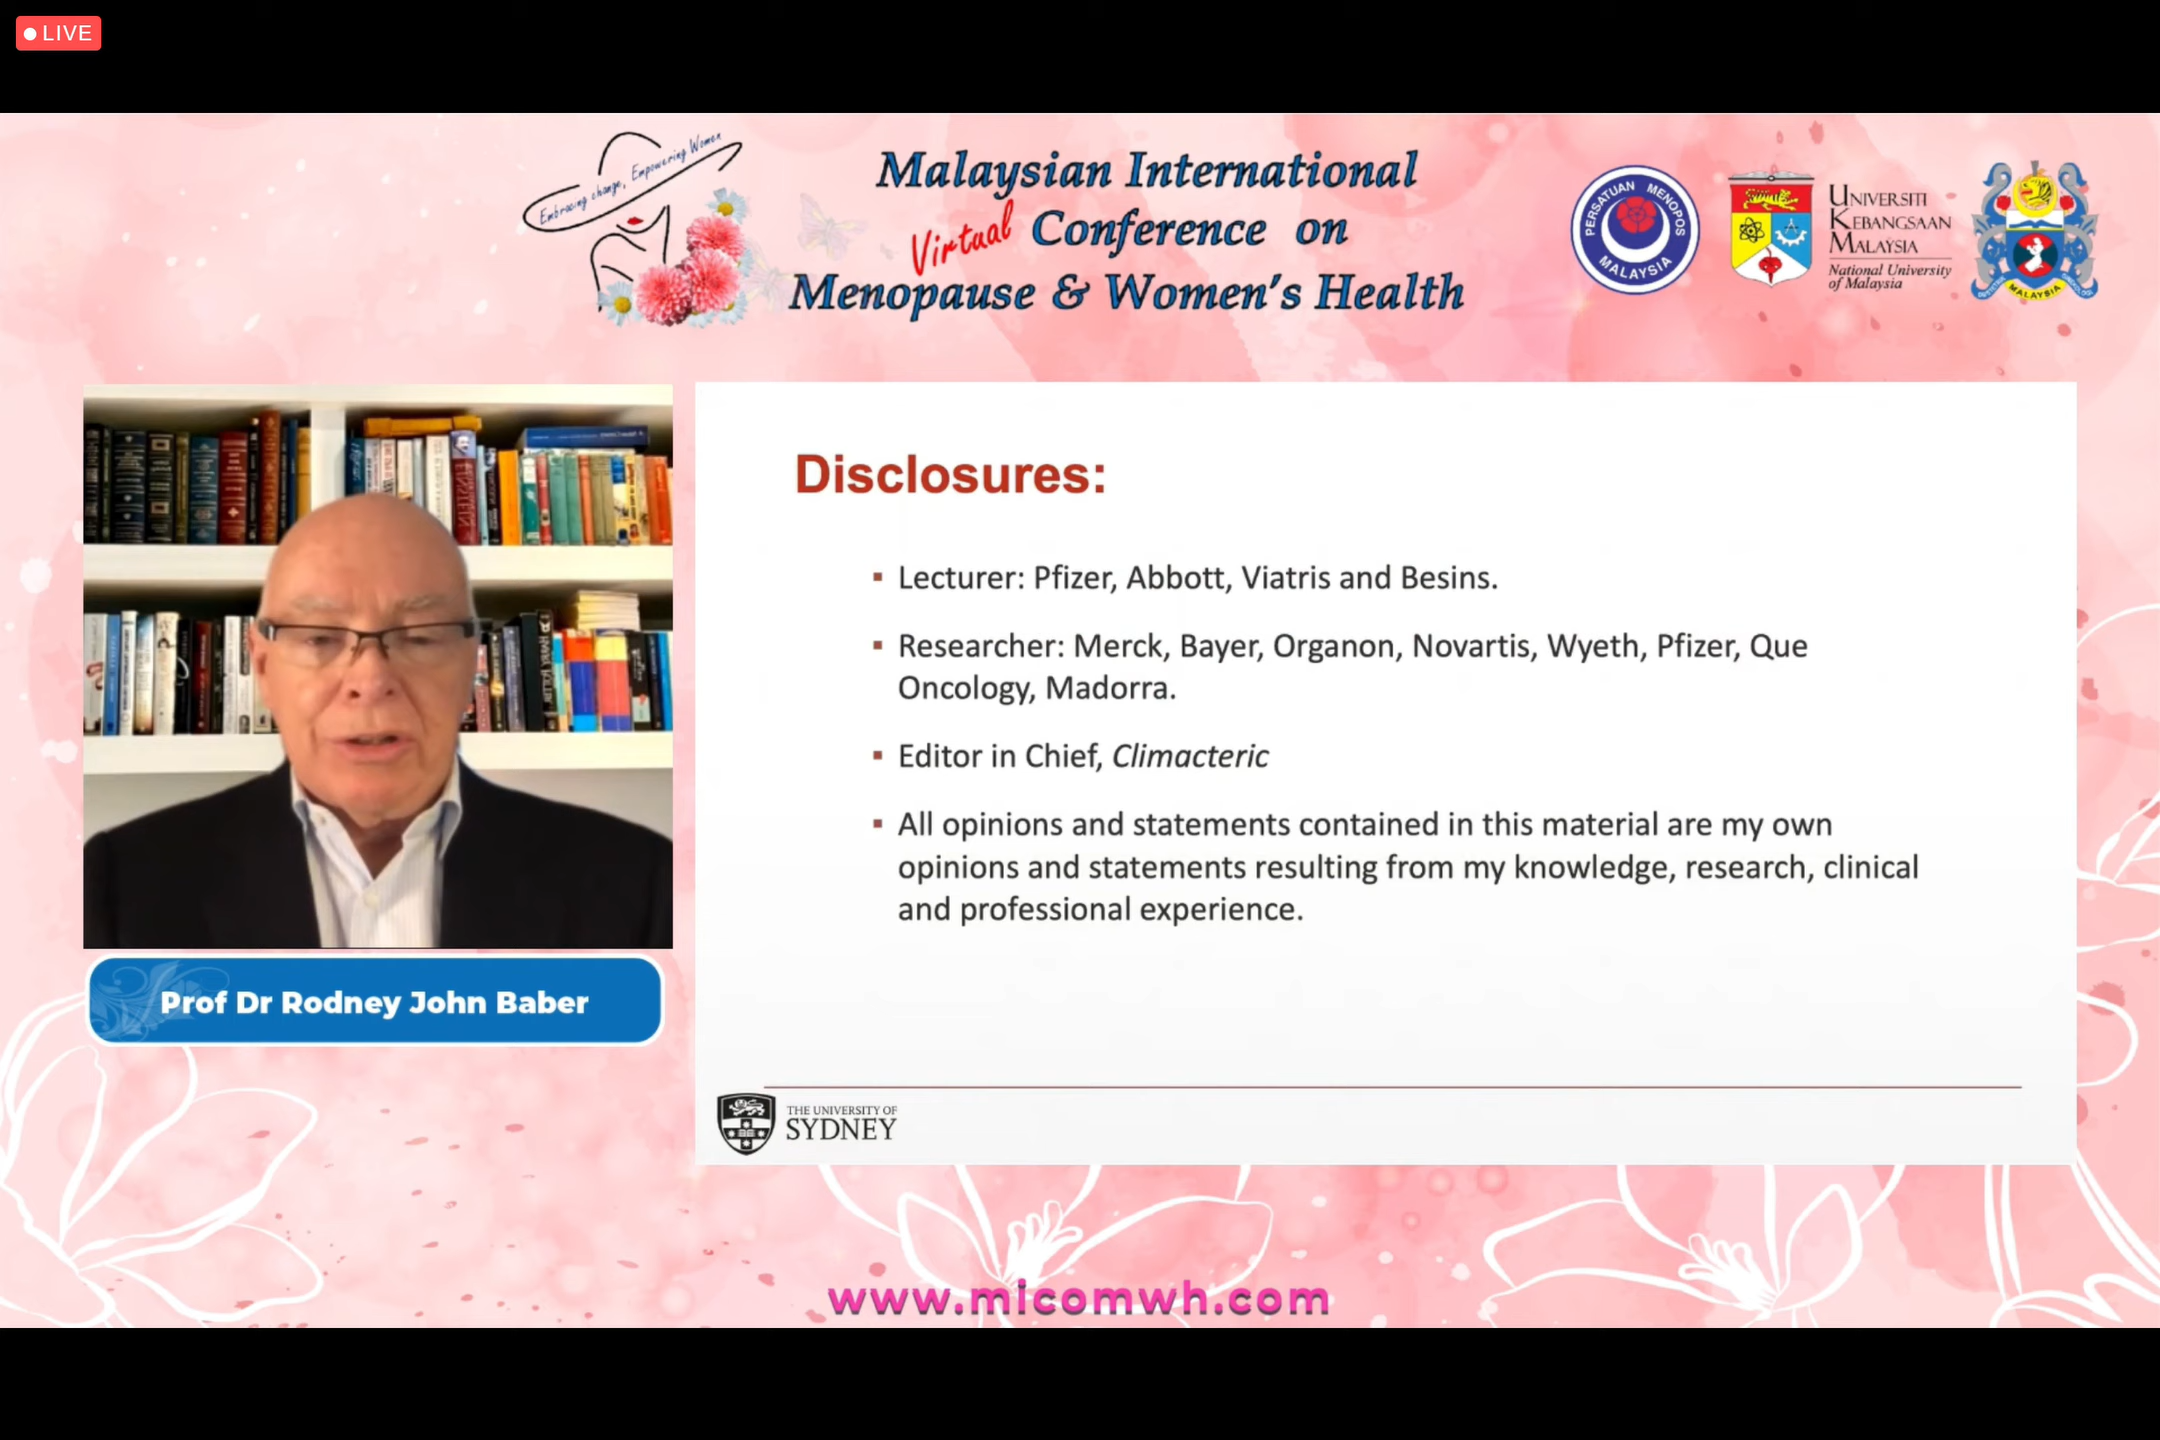 LIVE
Embracing change, Empowering Women
Malaysian International
Virtual Conference on
Menopause & Women's Health
PERSATUAN MENOPOS
MALAYSIA
UNIVERSITI
KEBANGSAAN
MALAYSIA
National University
of Malaysia
MALAYSIA
Disclosures:
▪ Lecturer: Pfizer, Abbott, Viatris and Besins.
▪ Researcher: Merck, Bayer, Organon, Novartis, Wyeth, Pfizer, Que
Oncology, Madorra.
▪ Editor in Chief, Climacteric
▪ All opinions and statements contained in this material are my own
opinions and statements resulting from my knowledge, research, clinical
and professional experience.
Prof Dr Rodney John Baber
THE UNIVERSITY OF
SYDNEY
www.micomwh.com